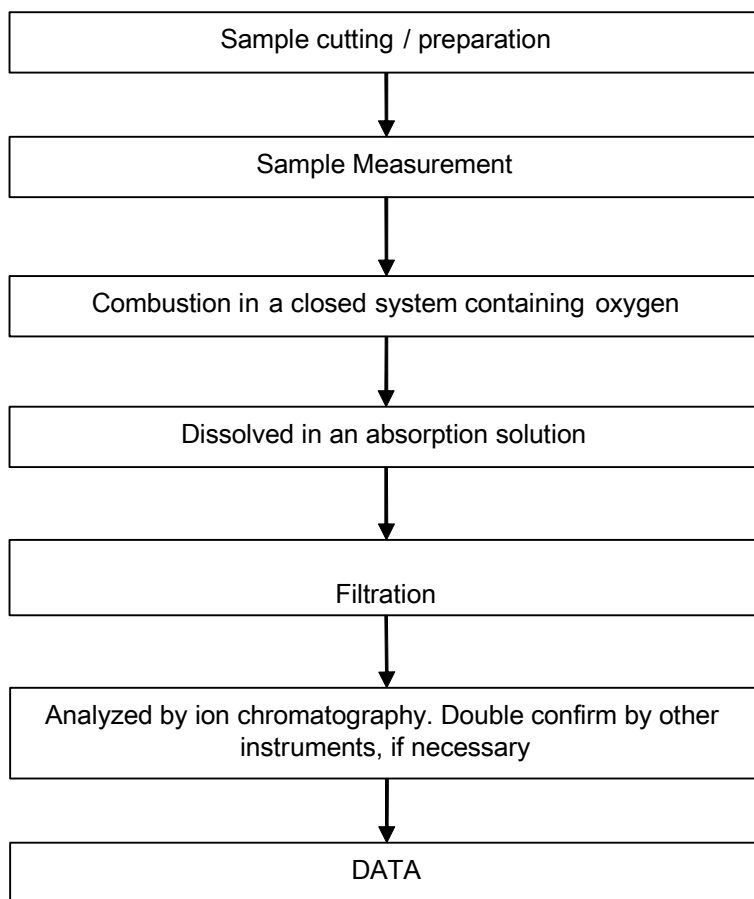 Sample cutting / preparation
Sample Measurement
Combustion in a closed system containing oxygen
Dissolved in an absorption solution
Filtration
Analyzed by ion chromatography. Double confirm by other
instruments, if necessary
DATA